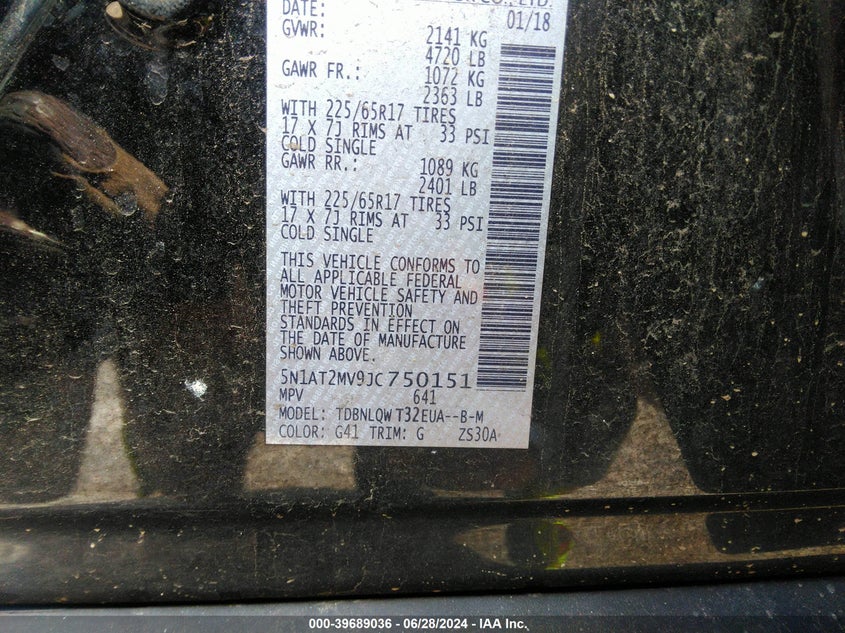 CO., LTD.
DATE: 01/18
GVWR: 2141 KG
4720 LB
GAWR FR.: 1072 KG
2363 LB
WITH 225/65R17 TIRES
17 X 7J RIMS AT 33 PSI
COLD SINGLE
GAWR RR.: 1089 KG
2401 LB
WITH 225/65R17 TIRES
17 X 7J RIMS AT 33 PSI
COLD SINGLE
THIS VEHICLE CONFORMS TO
ALL APPLICABLE FEDERAL
MOTOR VEHICLE SAFETY AND
THEFT PREVENTION
STANDARDS IN EFFECT ON
THE DATE OF MANUFACTURE
SHOWN ABOVE.
5N1AT2MV9JC750151
MPV 641
MODEL: TDBNLQW T32EUA--B-M
COLOR: G41 TRIM: G ZS30A
000-39689036 - 06/28/2024 - IAA Inc.